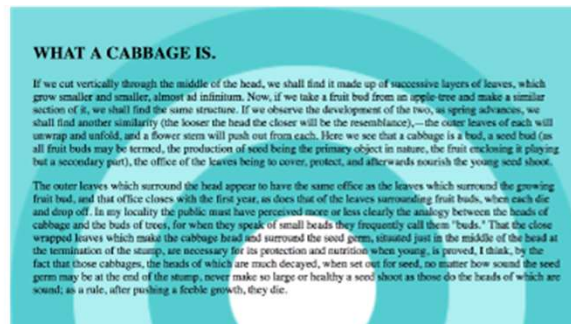 WHAT A CABBAGE IS.
If we cut vertically through the middle of the head, we shall find it made up of successive layers of leaves, which
grow smaller and smaller, almost ad infinitum. Now, if we take a fruit bud from an apple-tree and make a similar
section of it, we shall find the same structure. If we observe the development of the two, as spring advances, we
shall find another similarity (the looser the head the closer will be the resemblance),—the outer leaves of each will
unwrap and unfold, and a flower stem will push out from each. Here we see that a cabbage is a bud, a seed bud (as
all fruit buds may be termed, the production of seed being the primary object in nature, the fruit enclosing it playing
but a secondary part), the office of the leaves being to cover, protect, and afterwards nourish the young seed shoot.
The outer leaves which surround the head appear to have the same office as the leaves which surround the growing
fruit bud, and that office closes with the first year, as does that of the leaves surrounding fruit buds, when each die
and drop off. In my locality the public must have perceived more or less clearly the analogy between the heads of
cabbage and the buds of trees, for when they speak of small heads they frequently call them "buds." That the close
wrapped leaves which make the cabbage head and surround the seed germ, situated just in the middle of the head at
the termination of the stump, are necessary for its protection and nutrition when young, is proved, I think, by the
fact that those cabbages, the heads of which are much decayed, when set out for seed, no matter how sound the seed
germ may be at the end of the stump, never make so large or healthy a seed shoot as those do the heads of which are
sound; as a rule, after pushing a feeble growth, they die.